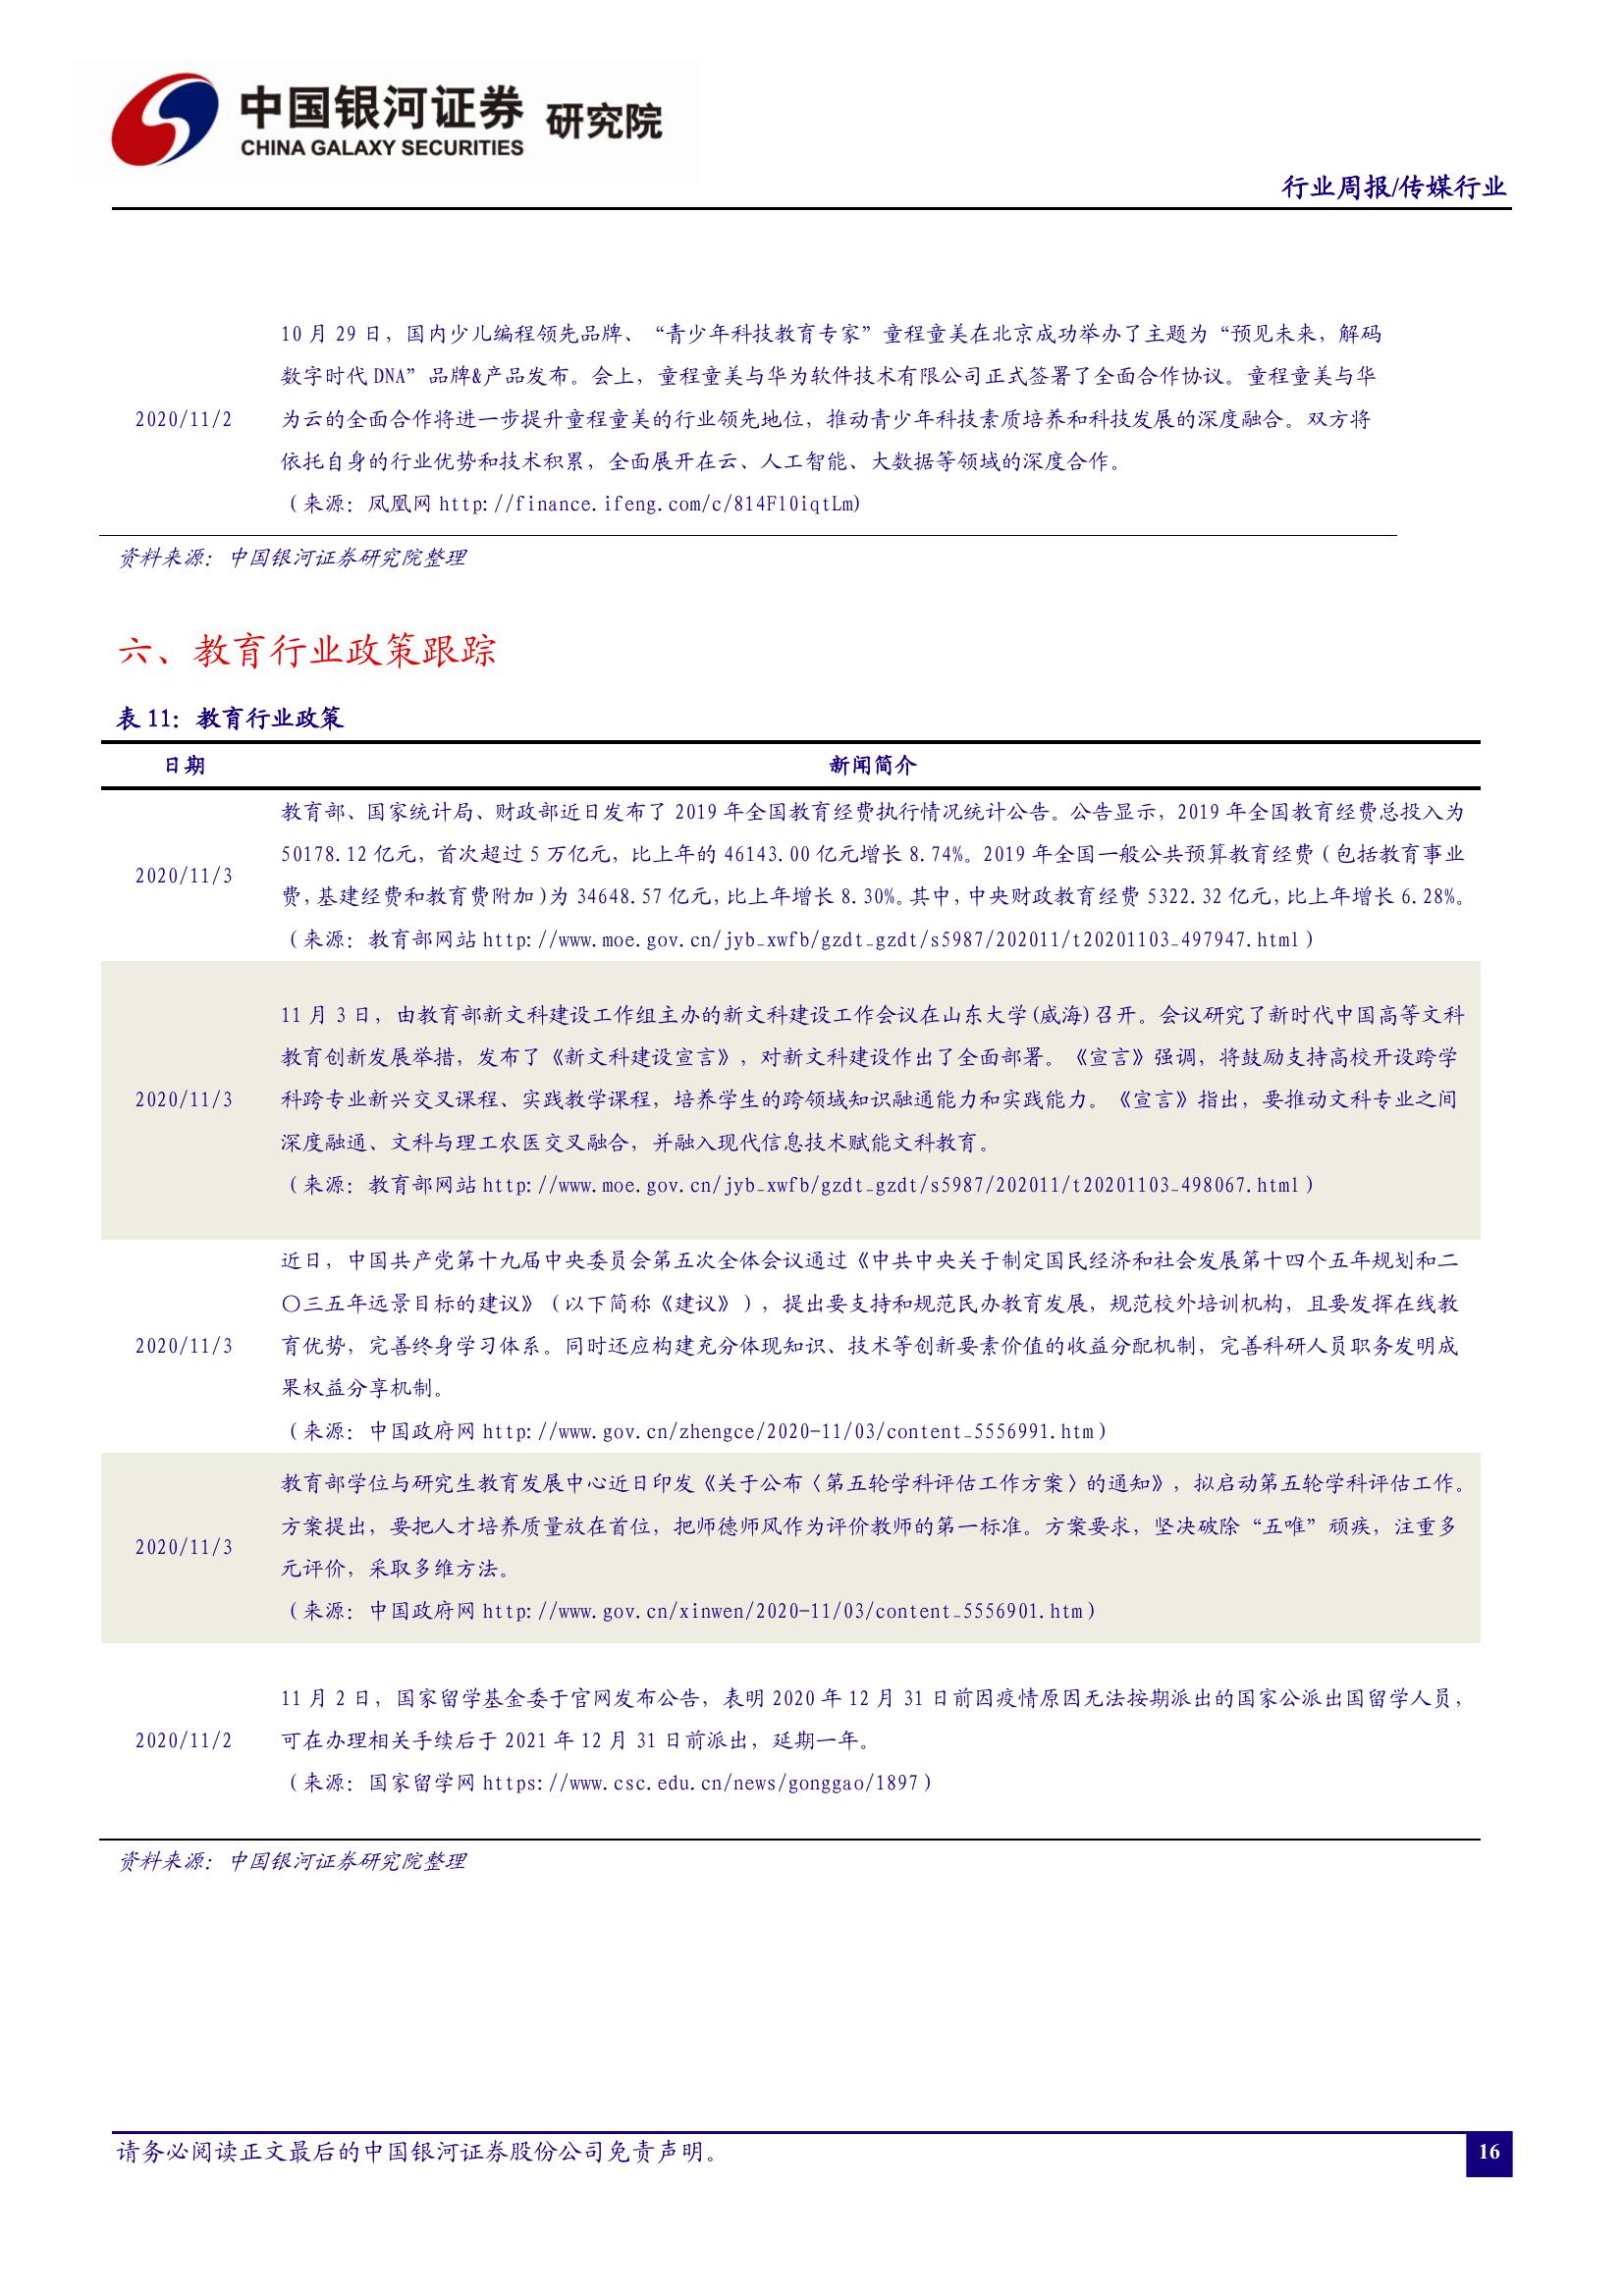 中国银河证券 研究院
CHINA GALAXY SECURITIES
行业周报/传媒行业
10 月 29 日，国内少儿编程领先品牌、“青少年科技教育专家”童程童美在北京成功举办了主题为“预见未来，解码
数字时代 DNA”品牌&产品发布。会上，童程童美与华为软件技术有限公司正式签署了全面合作协议。童程童美与华
2020/11/2 为云的全面合作将进一步提升童程童美的行业领先地位，推动青少年科技素质培养和科技发展的深度融合。双方将
依托自身的行业优势和技术积累，全面展开在云、人工智能、大数据等领域的深度合作。
（来源：凤凰网 http://finance.ifeng.com/c/814Fl0iqtLm)
资料来源：中国银河证券研究院整理
六、教育行业政策跟踪
表 11：教育行业政策
日期 新闻简介
教育部、国家统计局、财政部近日发布了 2019 年全国教育经费执行情况统计公告。公告显示，2019 年全国教育经费总投入为
50178.12 亿元，首次超过 5 万亿元，比上年的 46143.00 亿元增长 8.74%。2019 年全国一般公共预算教育经费（包括教育事业
2020/11/3
费，基建经费和教育费附加）为 34648.57 亿元，比上年增长 8.30%。其中，中央财政教育经费 5322.32 亿元，比上年增长 6.28%。
（来源：教育部网站 http://www.moe.gov.cn/jyb_xwfb/gzdt_gzdt/s5987/202011/t20201103_497947.html）
11 月 3 日，由教育部新文科建设工作组主办的新文科建设工作会议在山东大学(威海)召开。会议研究了新时代中国高等文科
教育创新发展举措，发布了《新文科建设宣言》，对新文科建设作出了全面部署。《宣言》强调，将鼓励支持高校开设跨学
2020/11/3 科跨专业新兴交叉课程、实践教学课程，培养学生的跨领域知识融通能力和实践能力。《宣言》指出，要推动文科专业之间
深度融通、文科与理工农医交叉融合，并融入现代信息技术赋能文科教育。
（来源：教育部网站 http://www.moe.gov.cn/jyb_xwfb/gzdt_gzdt/s5987/202011/t20201103_498067.html）
近日，中国共产党第十九届中央委员会第五次全体会议通过《中共中央关于制定国民经济和社会发展第十四个五年规划和二
〇三五年远景目标的建议》（以下简称《建议》），提出要支持和规范民办教育发展，规范校外培训机构，且要发挥在线教
2020/11/3 育优势，完善终身学习体系。同时还应构建充分体现知识、技术等创新要素价值的收益分配机制，完善科研人员职务发明成
果权益分享机制。
（来源：中国政府网 http://www.gov.cn/zhengce/2020-11/03/content_5556991.htm）
教育部学位与研究生教育发展中心近日印发《关于公布〈第五轮学科评估工作方案〉的通知》，拟启动第五轮学科评估工作。
方案提出，要把人才培养质量放在首位，把师德师风作为评价教师的第一标准。方案要求，坚决破除“五唯”顽疾，注重多
2020/11/3
元评价，采取多维方法。
（来源：中国政府网 http://www.gov.cn/xinwen/2020-11/03/content_5556901.htm）
11 月 2 日，国家留学基金委于官网发布公告，表明 2020 年 12 月 31 日前因疫情原因无法按期派出的国家公派出国留学人员，
2020/11/2 可在办理相关手续后于 2021 年 12 月 31 日前派出，延期一年。
（来源：国家留学网 https://www.csc.edu.cn/news/gonggao/1897）
资料来源：中国银河证券研究院整理
请务必阅读正文最后的中国银河证券股份公司免责声明。
16